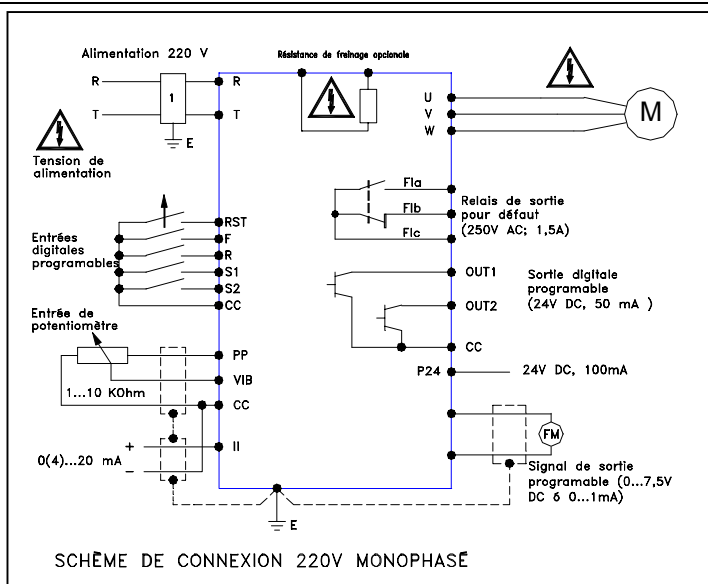 Alimentation 220 V
Résistance de freinage opcionale
R
R
1
T
T
E
U
V
W
M
Tension de
alimentation
FIa
FIb
FIc
Relais de sortie
pour défaut
(250V AC; 1,5A)
RST
F
R
S1
S2
CC
Entrées
digitales
programables
OUT1
OUT2
CC
Sortie digitale
programable
(24V DC, 50 mA )
Entrée de
potentiomètre
PP
VIB
CC
1...10 KOhm
P24
24V DC, 100mA
+
II
0(4)...20 mA
–
FM
Signal de sortie
programable (0...7,5V
DC ó 0...1mA)
E
SCHÈME DE CONNEXION 220V MONOPHASÉ